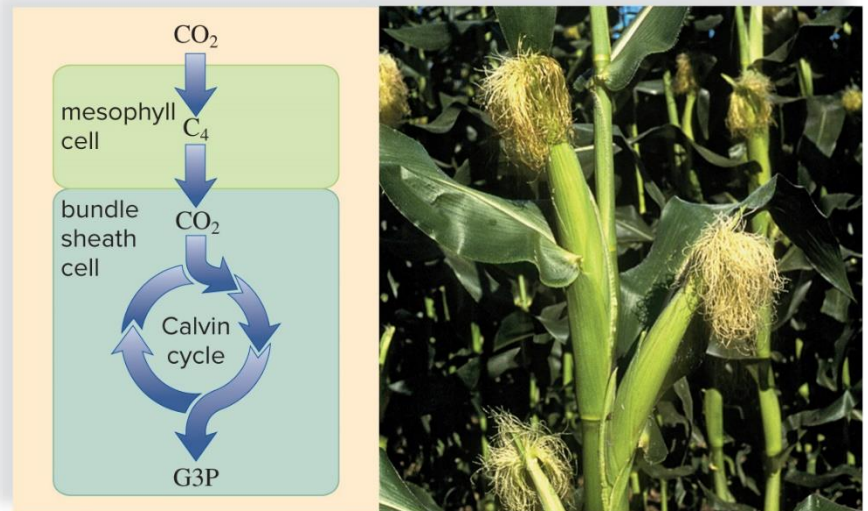 CO₂
mesophyll
cell
C₄
bundle
sheath
cell
CO₂
Calvin
cycle
G3P